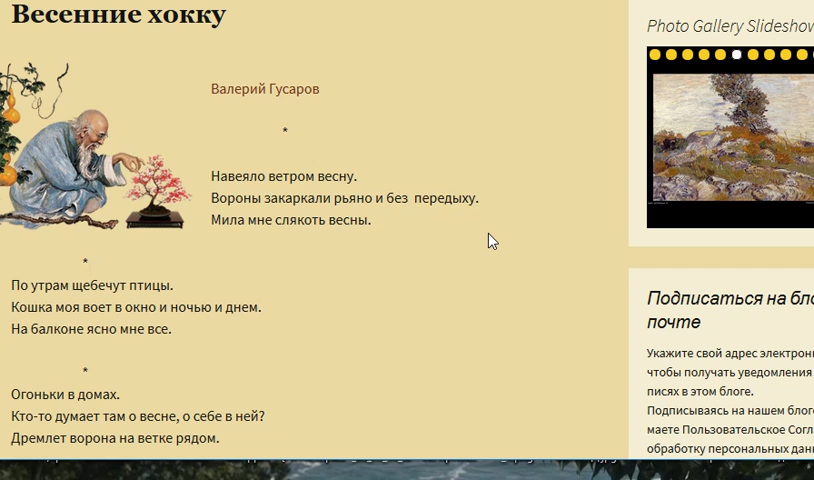 Весенние хокку
Валерий Гусаров
*
Навеяло ветром весну.
Вороны закаркали рьяно и без передыху.
Мила мне слякоть весны.
*
По утрам щебечут птицы.
Кошка моя воет в окно и ночью и днем.
На балконе ясно мне все.
*
Огоньки в домах.
Кто-то думает там о весне, о себе в ней?
Дремлет ворона на ветке рядом.
Photo Gallery Slideshow
Подписаться на бло
почте
Укажите свой адрес электронн
чтобы получать уведомления
писях в этом блоге.
Подписываясь на нашем блоге
маете Пользовательское Согл
обработку персональных данн